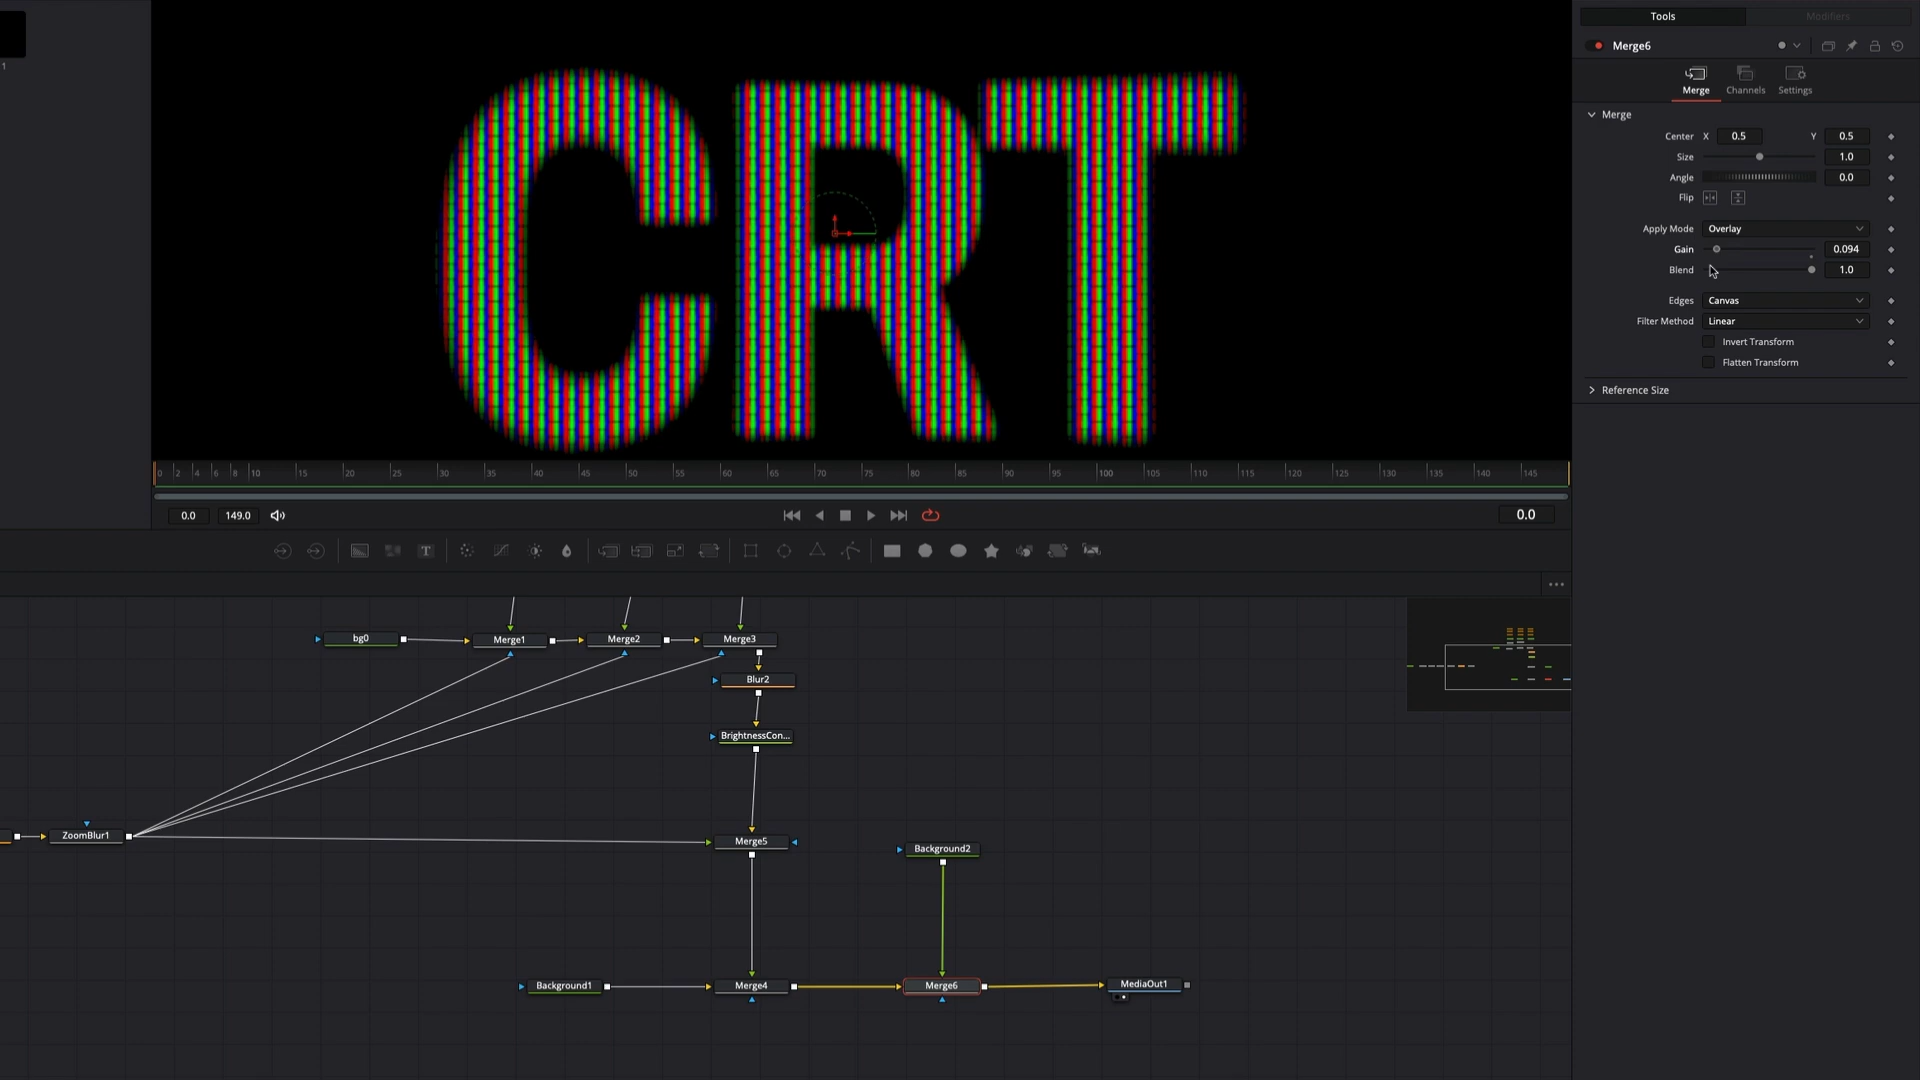 1
CRT
Tools
Modifiers
Merge6
Merge
Channels
Settings
Merge
Center X 0.5 Y 0.5
Size 1.0
Angle 0.0
Flip
Apply Mode Overlay
Gain 0.094
Blend 1.0
Edges Canvas
Filter Method Linear
Invert Transform
Flatten Transform
Reference Size
0 2 4 6 8 10 15 20 25 30 35 40 45 50 55 60 65 70 75 80 85 90 95 100 105 110 115 120 125 130 135 140 145
0.0 149.0 0.0
T
bg0
Merge1
Merge2
Merge3
Blur2
BrightnessCon...
ZoomBlur1
Merge5
Background2
Background1
Merge4
Merge6
MediaOut1